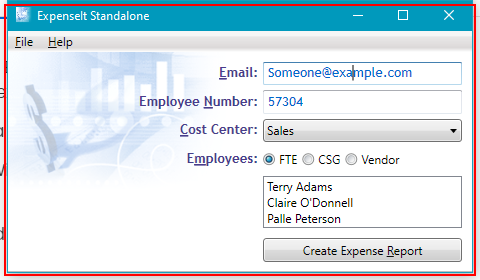 ExpenseIt Standalone
File Help
Email: Someone@example.com
Employee Number: 57304
Cost Center: Sales
Employees: FTE CSG Vendor
Terry Adams
Claire O'Donnell
Palle Peterson
Create Expense Report